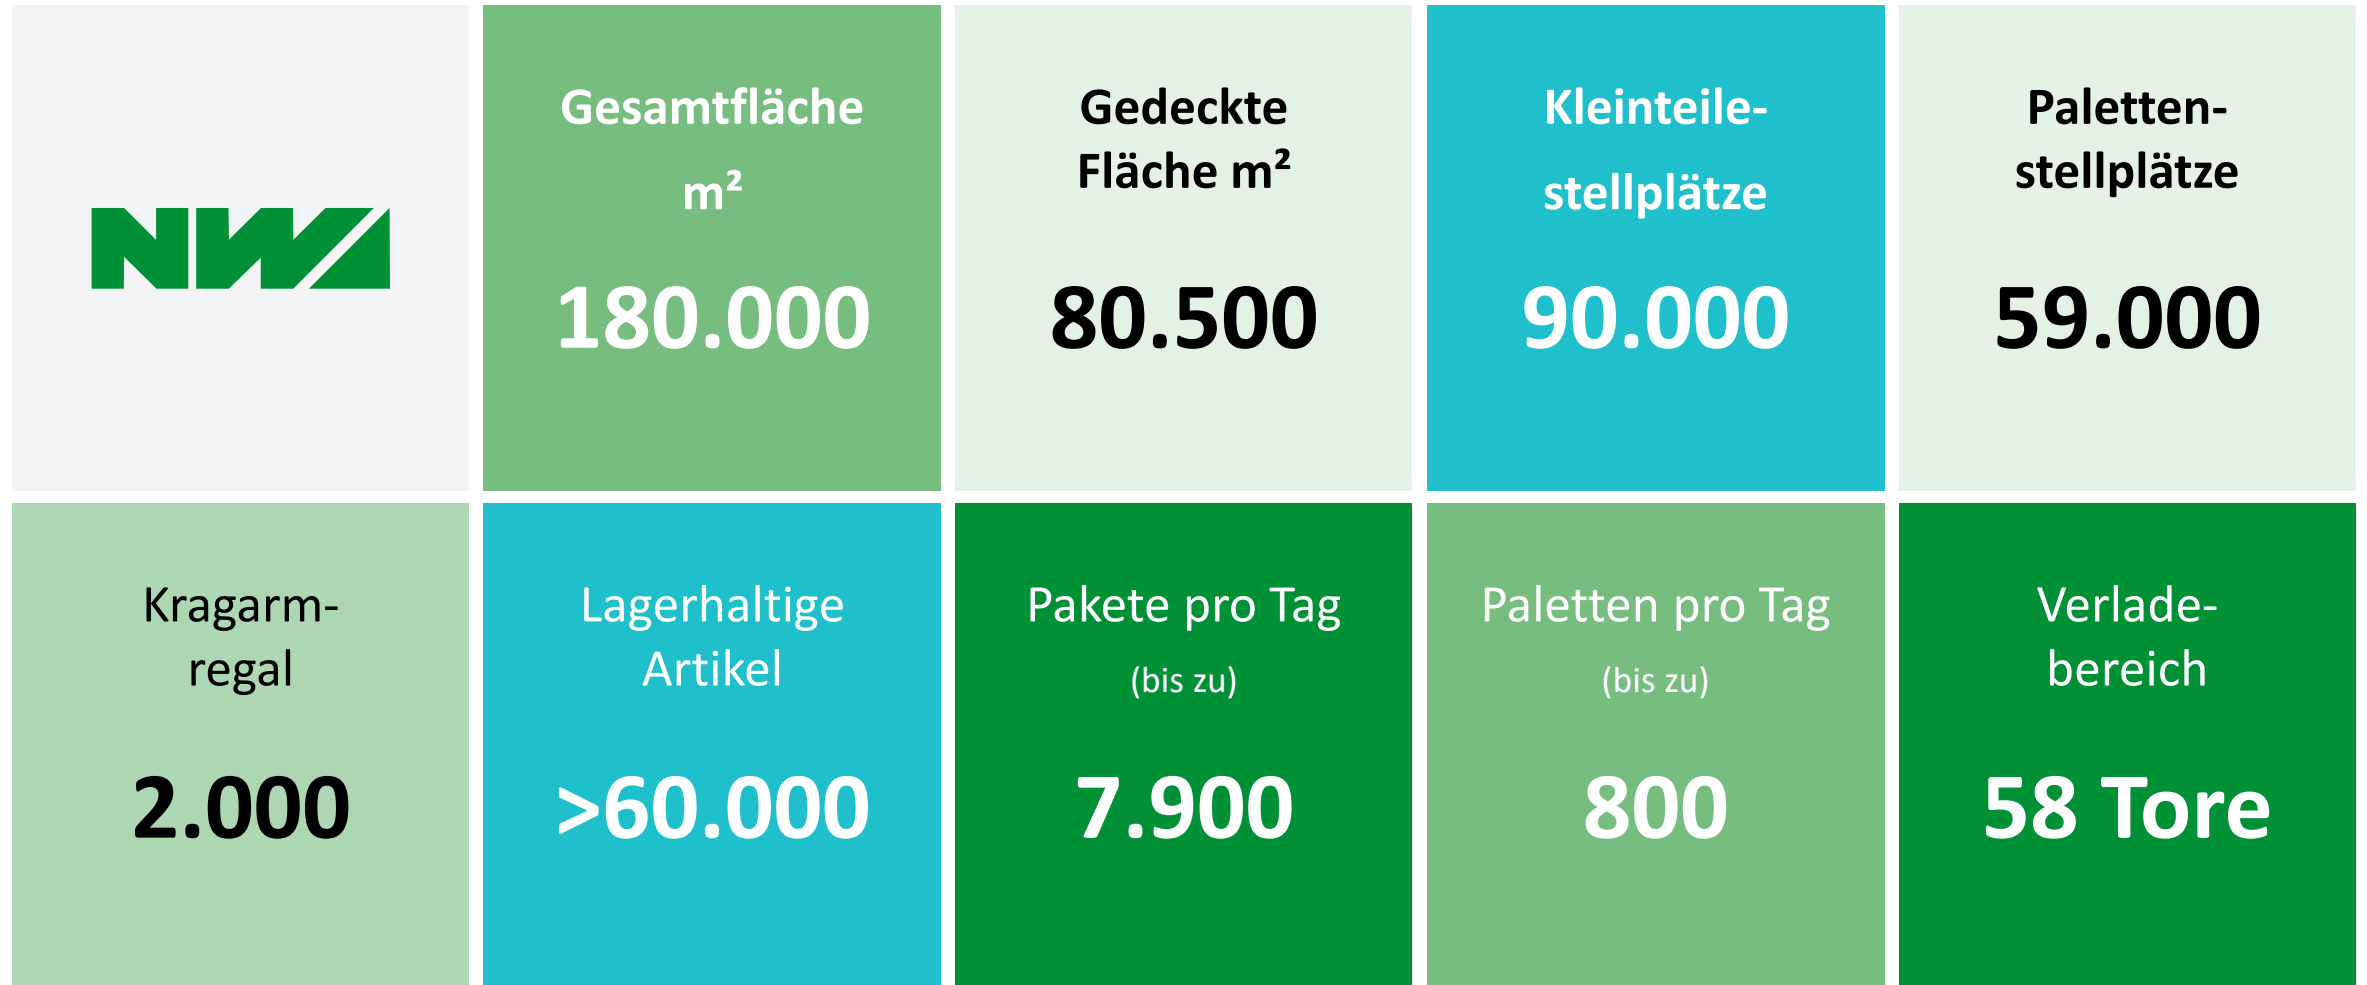 NW
Gesamtfläche
m²
180.000
Gedeckte
Fläche m²
80.500
Kleinteile-
stellplätze
90.000
Paletten-
stellplätze
59.000
Kragarm-
regal
2.000
Lagerhaltige
Artikel
>60.000
Pakete pro Tag
(bis zu)
7.900
Paletten pro Tag
(bis zu)
800
Verlade-
bereich
58 Tore